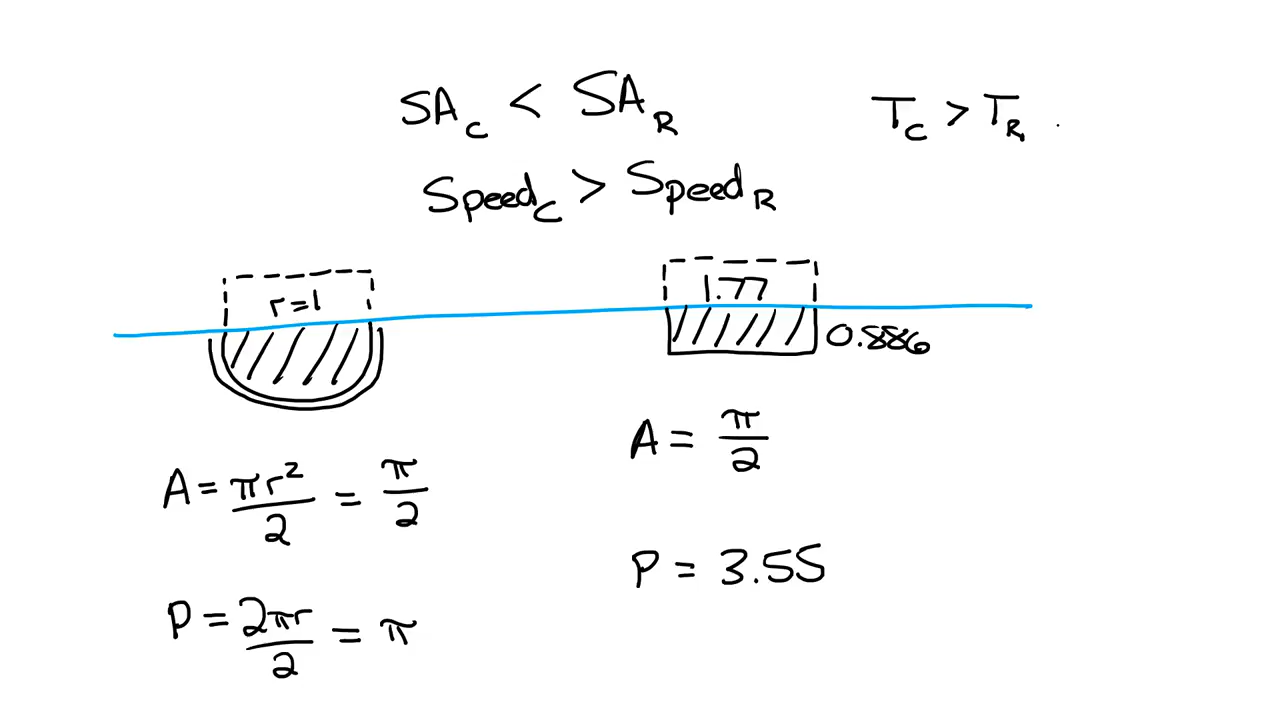 SA_C < SA_R
T_C > T_R
Speed_C > Speed_R
r=1
1.77
0.886
A = πr²/2 = π/2
P = 2πr/2 = π
A = π/2
P = 3.55